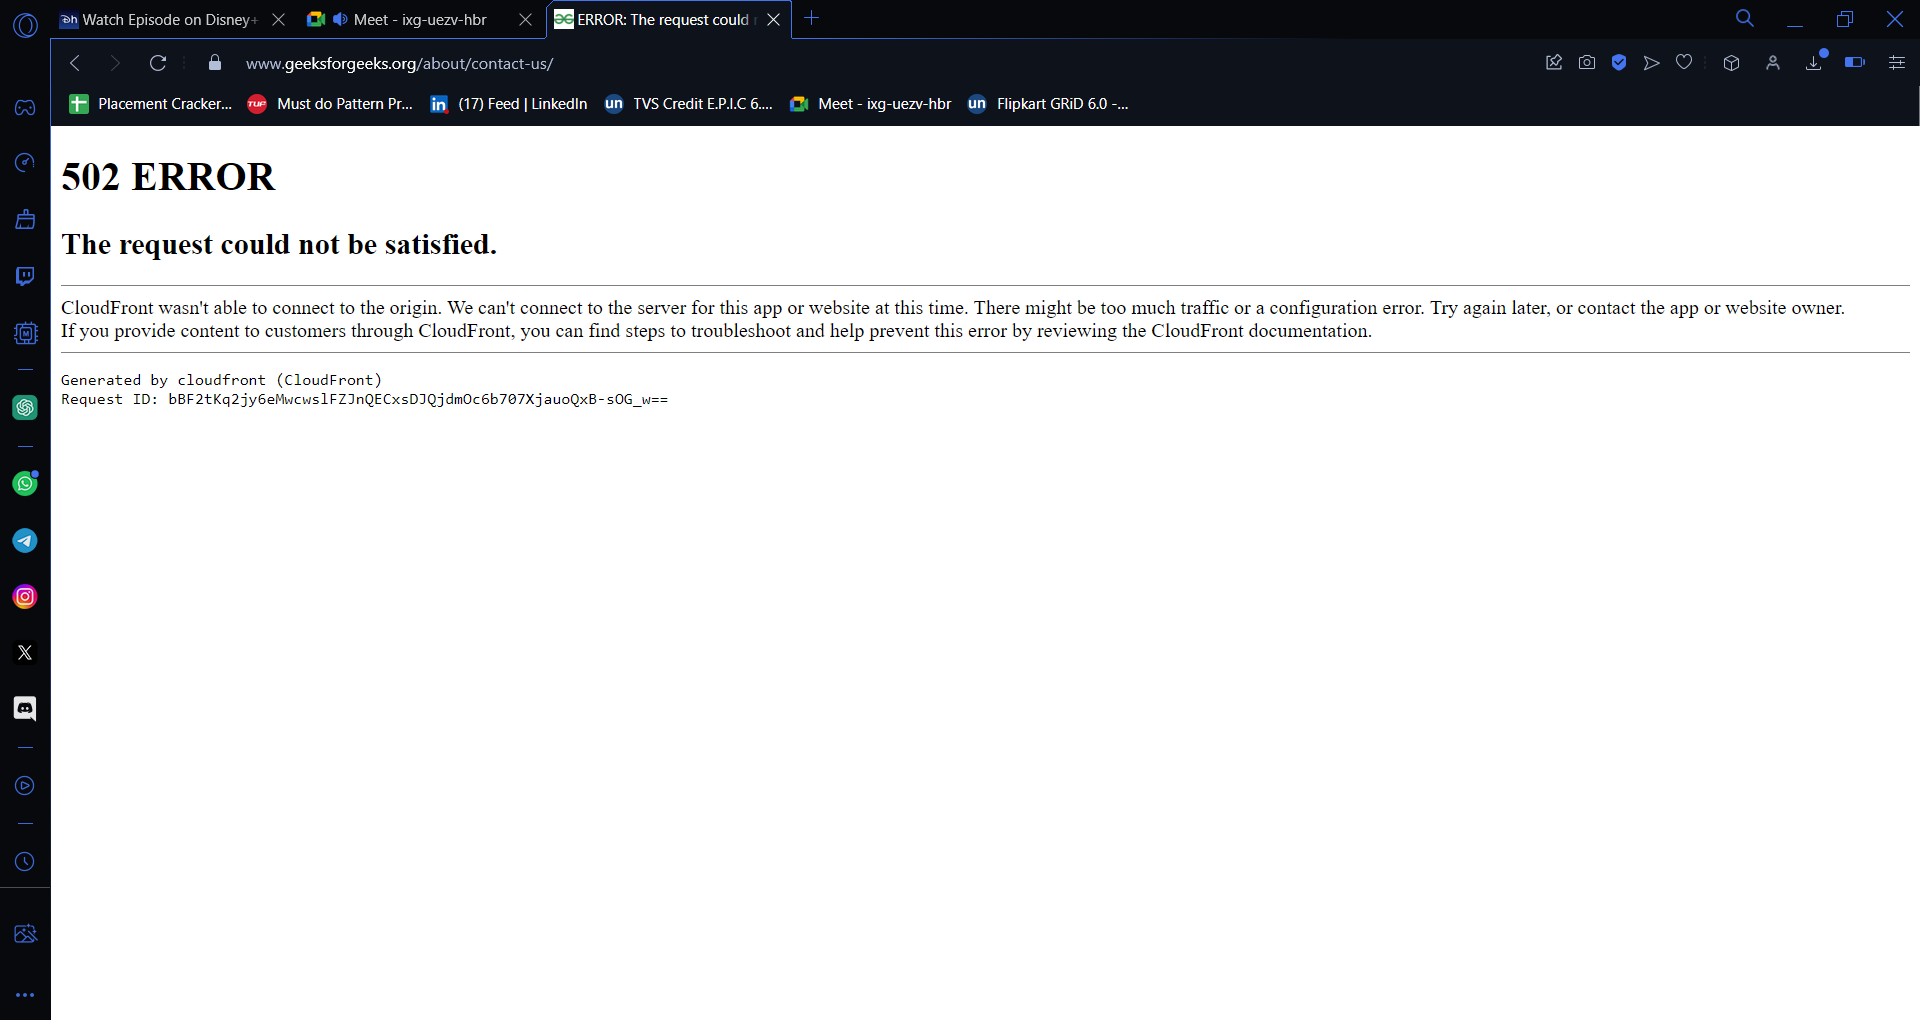 Watch Episode on Disney+
Meet - ixg-uezv-hbr
ERROR: The request could
www.geeksforgeeks.org/about/contact-us/
Placement Cracker...
TUF
Must do Pattern Pr...
in
(17) Feed | LinkedIn
un
TVS Credit E.P.I.C 6....
Meet - ixg-uezv-hbr
un
Flipkart GRiD 6.0 -...
502 ERROR
The request could not be satisfied.
CloudFront wasn't able to connect to the origin. We can't connect to the server for this app or website at this time. There might be too much traffic or a configuration error. Try again later, or contact the app or website owner.
If you provide content to customers through CloudFront, you can find steps to troubleshoot and help prevent this error by reviewing the CloudFront documentation.
Generated by cloudfront (CloudFront)
Request ID: bBF2tKq2jy6eMwcwslFZJnQECxsDJQjdmOc6b707XjauoQxB-sOG_w==